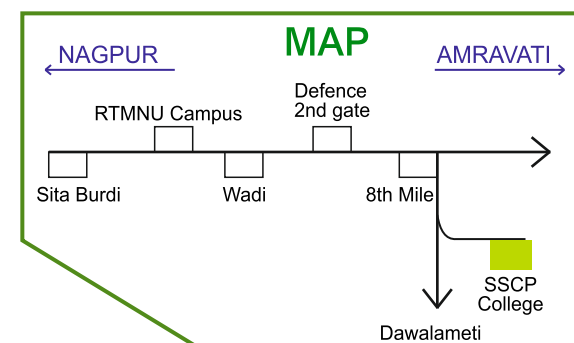 MAP
NAGPUR
AMRAVATI
Defence
2nd gate
RTMNU Campus
Sita Burdi
Wadi
8th Mile
SSCP
College
Dawalameti